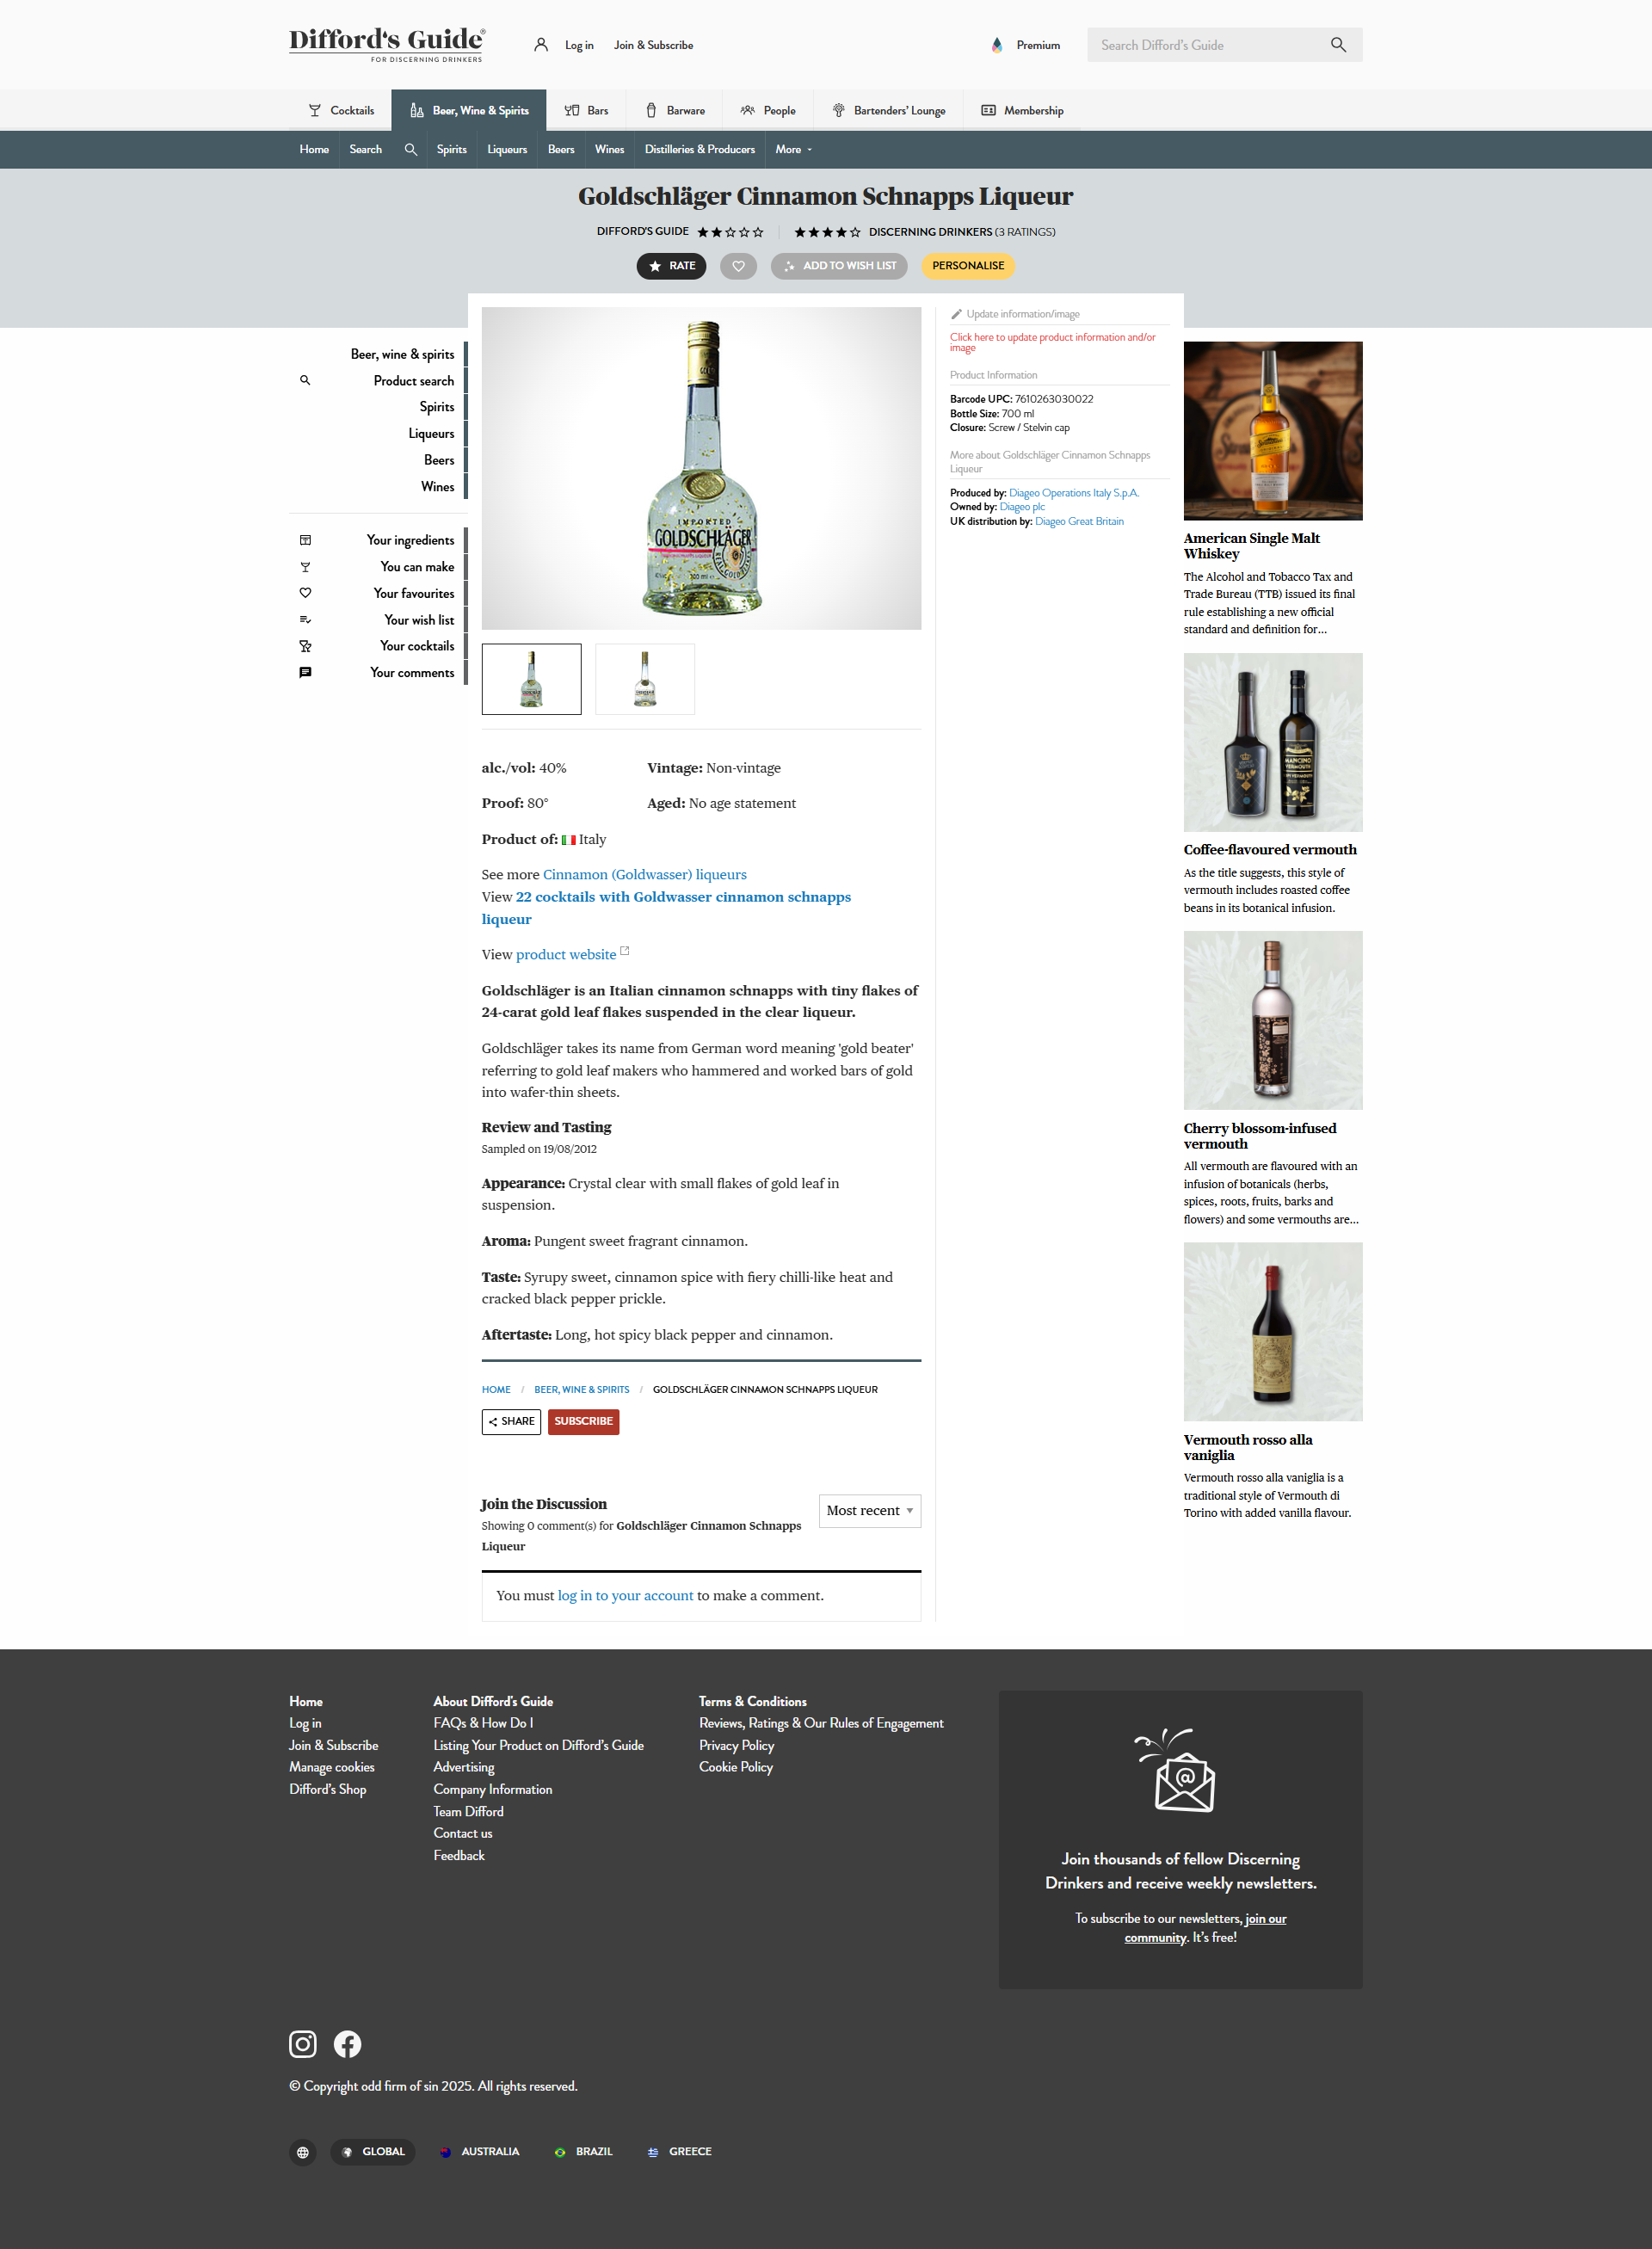 Difford's Guide®
FOR DISCERNING DRINKERS
Log in
Join & Subscribe
Premium
Search Difford's Guide
Cocktails
Beer, Wine & Spirits
Bars
Barware
People
Bartenders' Lounge
Membership
Home
Search
Spirits
Liqueurs
Beers
Wines
Distilleries & Producers
More
Goldschläger Cinnamon Schnapps Liqueur
DIFFORD'S GUIDE
DISCERNING DRINKERS (3 RATINGS)
RATE
ADD TO WISH LIST
PERSONALISE
Beer, wine & spirits
Product search
Spirits
Liqueurs
Beers
Wines
Your ingredients
You can make
Your favourites
Your wish list
Your cocktails
Your comments
IMPORTED
GOLDSCHLÄGER
Update information/image
Click here to update product information and/or
image
Product Information
Barcode UPC: 7610263030022
Bottle Size: 700 ml
Closure: Screw / Stelvin cap
More about Goldschläger Cinnamon Schnapps
Liqueur
Produced by: Diageo Operations Italy S.p.A.
Owned by: Diageo plc
UK distribution by: Diageo Great Britain
alc./vol: 40%
Vintage: Non-vintage
Proof: 80°
Aged: No age statement
Product of: Italy
See more Cinnamon (Goldwasser) liqueurs
View 22 cocktails with Goldwasser cinnamon schnapps
liqueur
View product website
Goldschläger is an Italian cinnamon schnapps with tiny flakes of
24-carat gold leaf flakes suspended in the clear liqueur.
Goldschläger takes its name from German word meaning 'gold beater'
referring to gold leaf makers who hammered and worked bars of gold
into wafer-thin sheets.
Review and Tasting
Sampled on 19/08/2012
Appearance: Crystal clear with small flakes of gold leaf in
suspension.
Aroma: Pungent sweet fragrant cinnamon.
Taste: Syrupy sweet, cinnamon spice with fiery chilli-like heat and
cracked black pepper prickle.
Aftertaste: Long, hot spicy black pepper and cinnamon.
HOME / BEER, WINE & SPIRITS / GOLDSCHLÄGER CINNAMON SCHNAPPS LIQUEUR
SHARE
SUBSCRIBE
Join the Discussion
Showing 0 comment(s) for Goldschläger Cinnamon Schnapps
Liqueur
Most recent
You must log in to your account to make a comment.
American Single Malt
Whiskey
The Alcohol and Tobacco Tax and
Trade Bureau (TTB) issued its final
rule establishing a new official
standard and definition for...
MANCINO
VERMOUTH
Coffee-flavoured vermouth
As the title suggests, this style of
vermouth includes roasted coffee
beans in its botanical infusion.
Cherry blossom-infused
vermouth
All vermouth are flavoured with an
infusion of botanicals (herbs,
spices, roots, fruits, barks and
flowers) and some vermouths are...
Vermouth rosso alla
vaniglia
Vermouth rosso alla vaniglia is a
traditional style of Vermouth di
Torino with added vanilla flavour.
Home
Log in
Join & Subscribe
Manage cookies
Difford's Shop
About Difford's Guide
FAQs & How Do I
Listing Your Product on Difford's Guide
Advertising
Company Information
Team Difford
Contact us
Feedback
Terms & Conditions
Reviews, Ratings & Our Rules of Engagement
Privacy Policy
Cookie Policy
Join thousands of fellow Discerning
Drinkers and receive weekly newsletters.
To subscribe to our newsletters, join our
community. It's free!
© Copyright odd firm of sin 2025. All rights reserved.
GLOBAL
AUSTRALIA
BRAZIL
GREECE